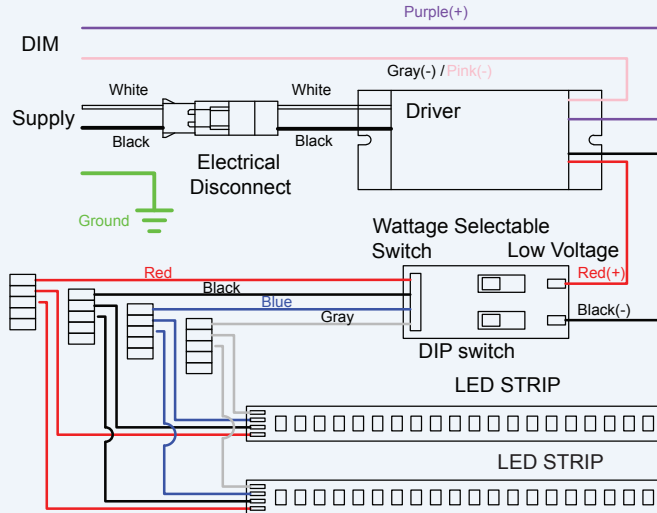 Purple(+)
DIM
Gray(-) / Pink(-)
White
White
Driver
Supply
Black
Black
Electrical
Disconnect
Ground
Wattage Selectable
Switch
Low Voltage
Red
Red(+)
Black
Blue
Gray
Black(-)
DIP switch
LED STRIP
LED STRIP